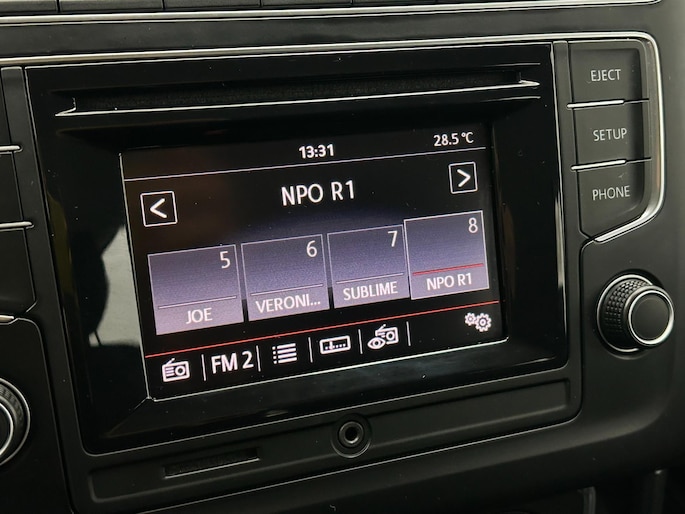 EJECT
13:31
28.5 °C
SETUP
NPO R1
PHONE
5
6
7
8
JOE
VERONI...
SUBLIME
NPO R1
FM 2